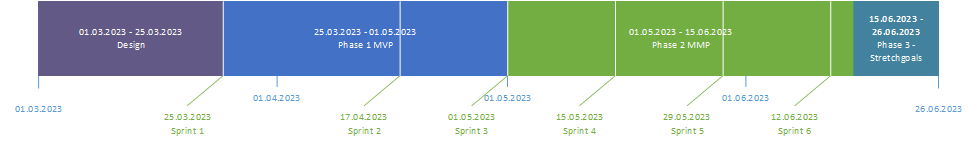 01.03.2023 - 25.03.2023
Design
25.03.2023 - 01.05.2023
Phase 1 MVP
01.05.2023 - 15.06.2023
Phase 2 MMP
15.06.2023 -
26.06.2023
Phase 3 -
Stretchgoals
01.03.2023
01.04.2023
01.05.2023
01.06.2023
26.06.2023
25.03.2023
Sprint 1
17.04.2023
Sprint 2
01.05.2023
Sprint 3
15.05.2023
Sprint 4
29.05.2023
Sprint 5
12.06.2023
Sprint 6